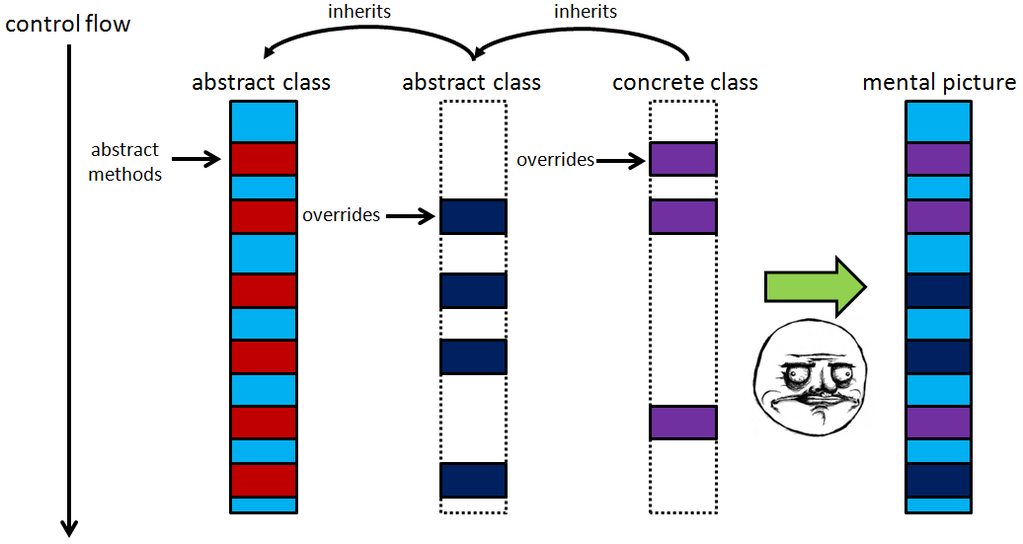 control flow
inherits
inherits
abstract class
abstract class
concrete class
mental picture
abstract
methods
overrides
overrides